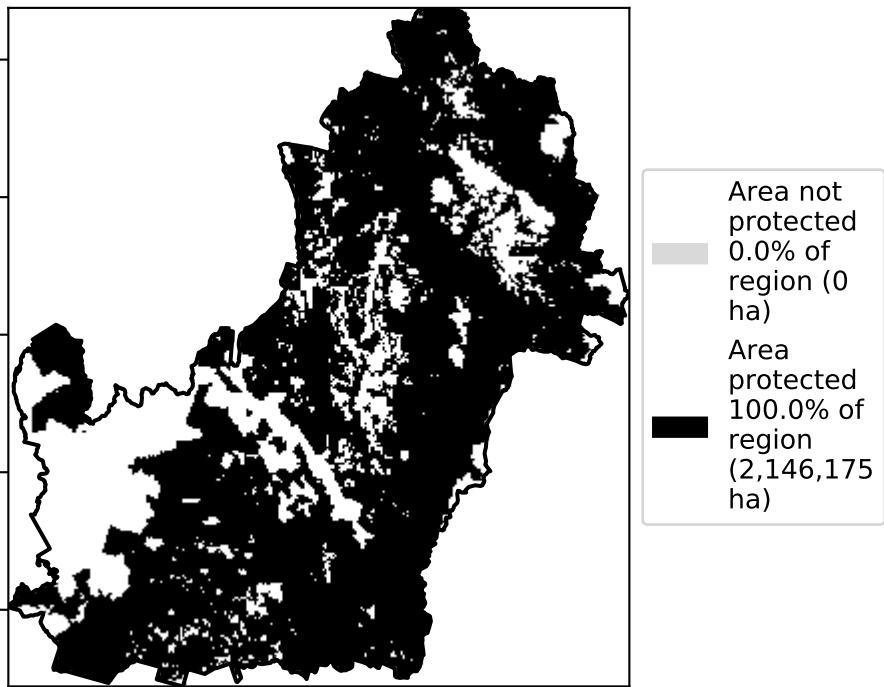 Area not
protected
0.0% of
region (0
ha)
Area
protected
100.0% of
region
(2,146,175
ha)